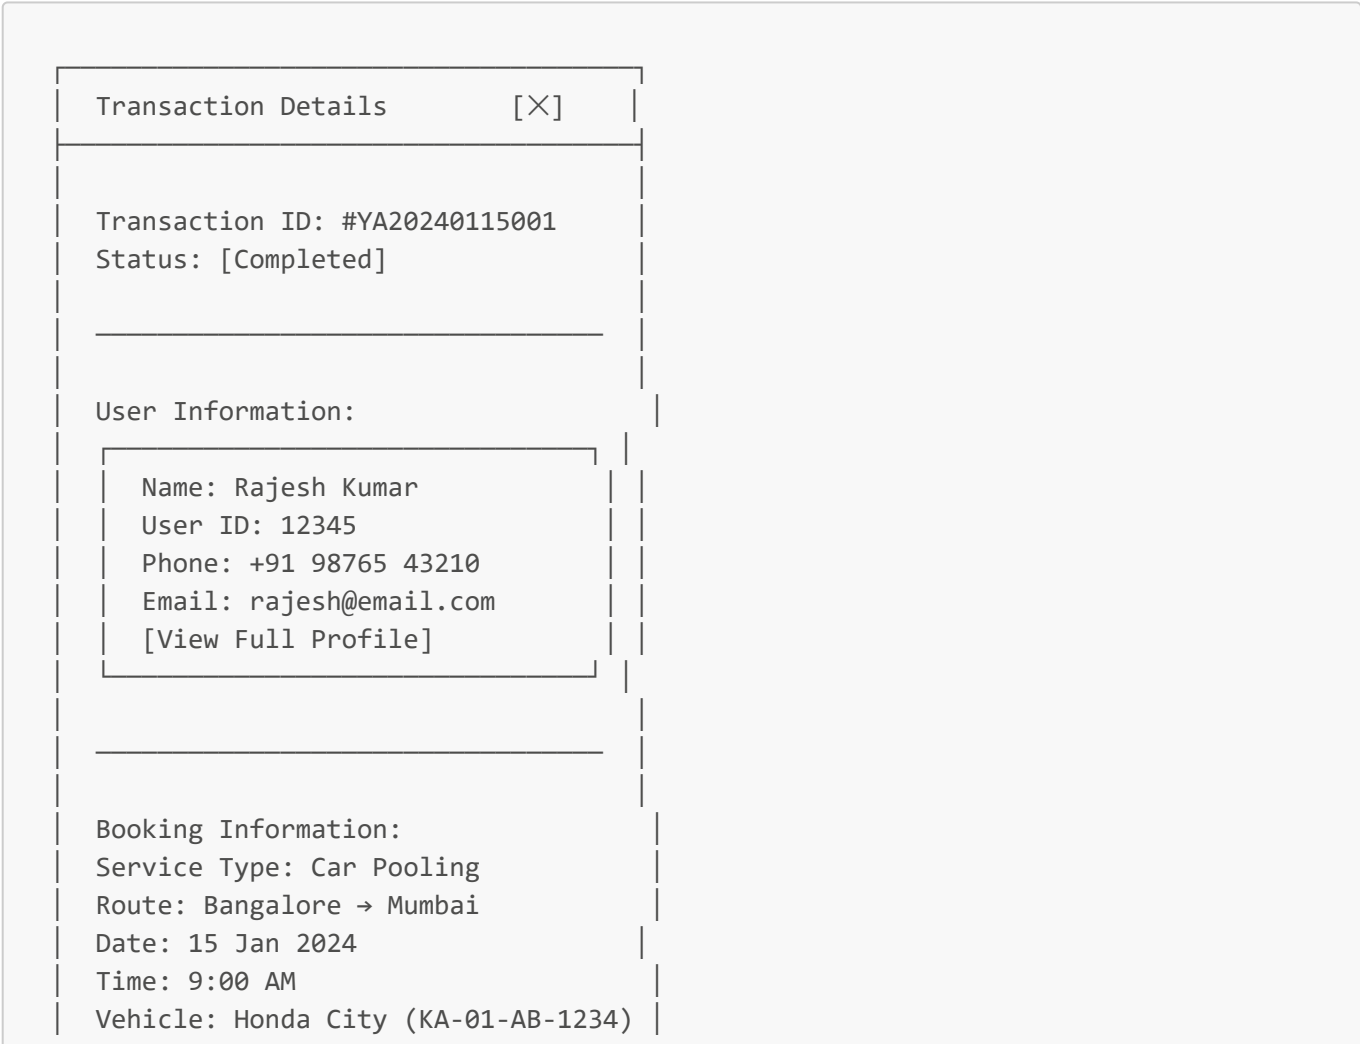 Transaction Details [✕]
Transaction ID: #YA20240115001
Status: [Completed]
User Information:
Name: Rajesh Kumar
User ID: 12345
Phone: +91 98765 43210
Email: rajesh@email.com
[View Full Profile]
Booking Information:
Service Type: Car Pooling
Route: Bangalore → Mumbai
Date: 15 Jan 2024
Time: 9:00 AM
Vehicle: Honda City (KA-01-AB-1234)